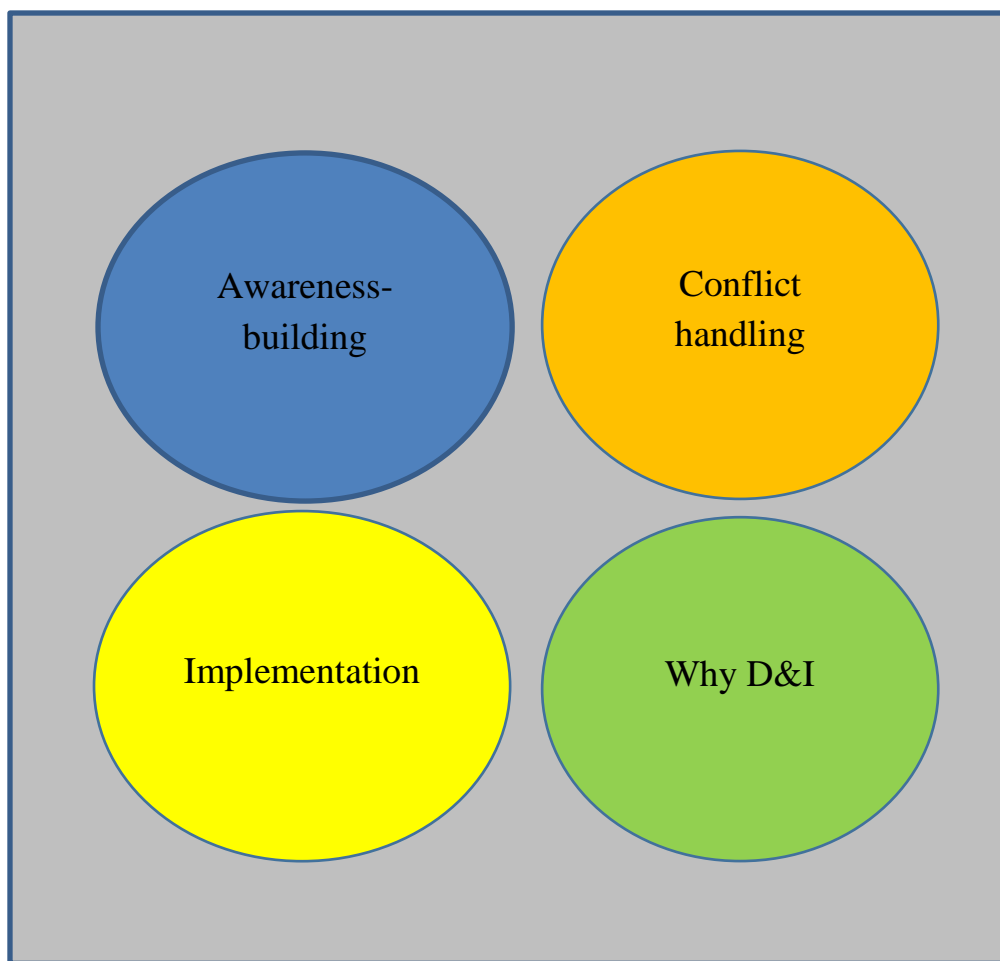 Awareness-
building
Conflict
handling
Implementation
Why D&I